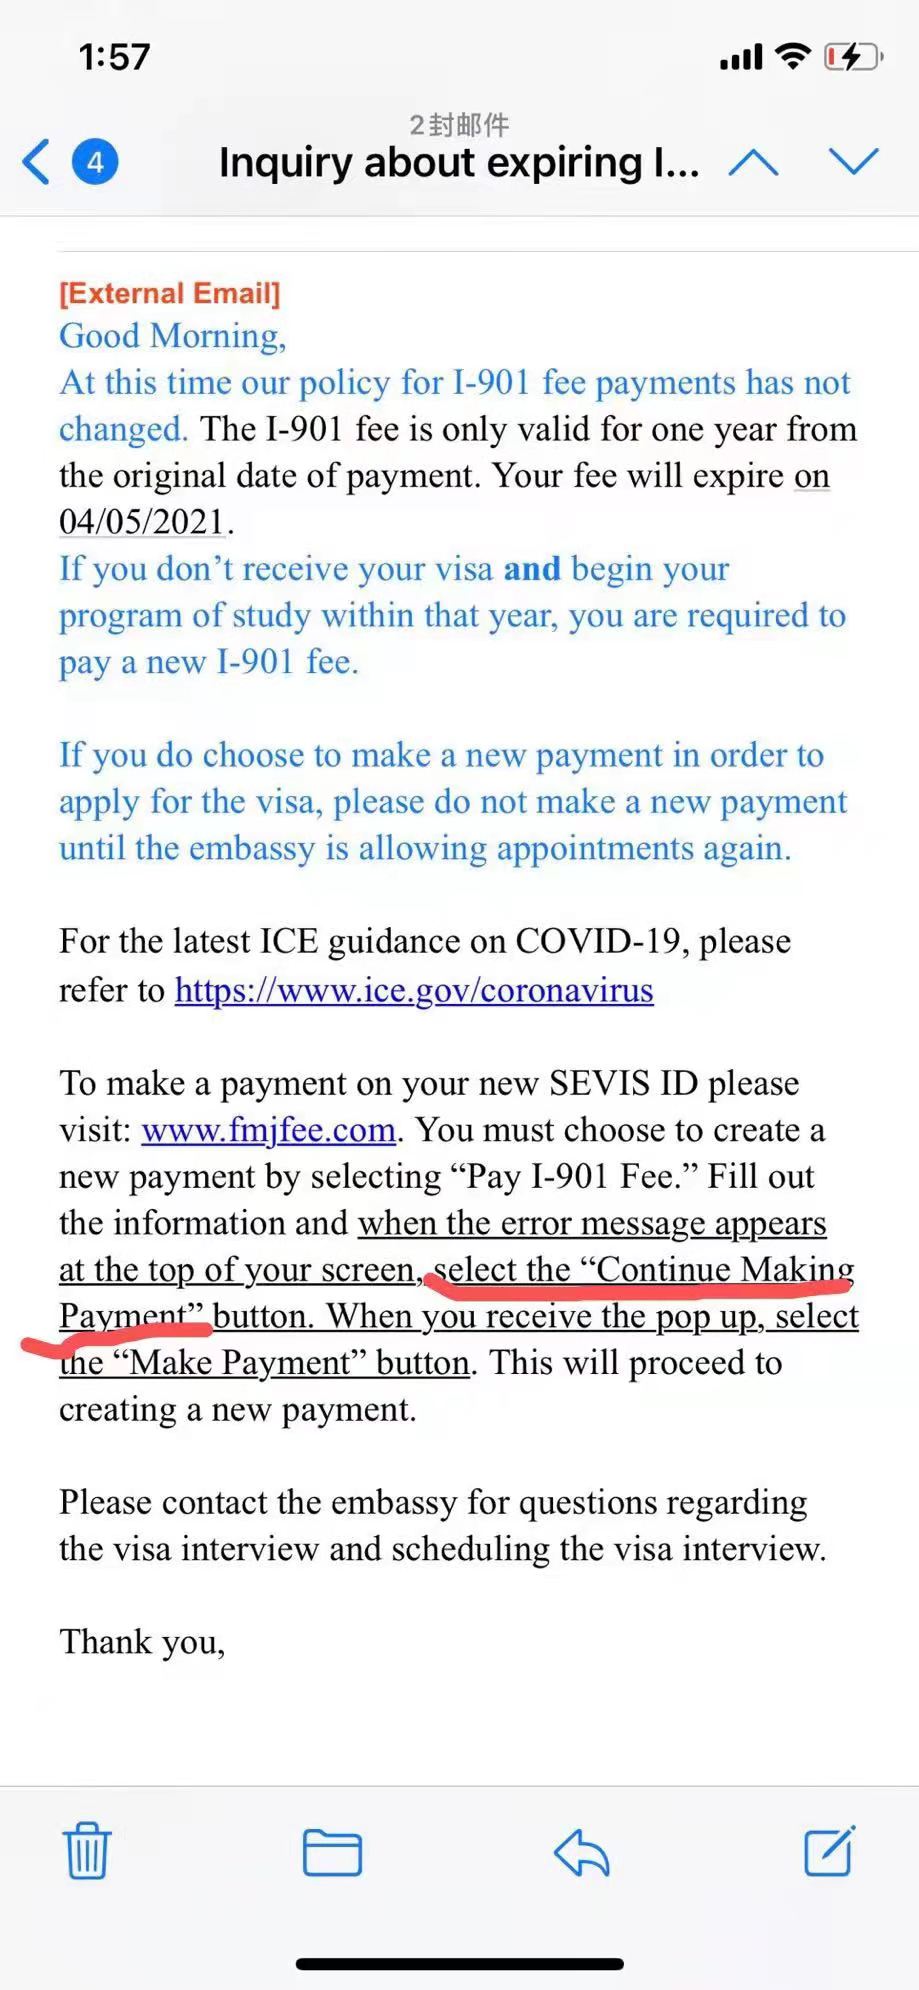 1:57
2封邮件
4
Inquiry about expiring I...
[External Email]
Good Morning,
At this time our policy for I-901 fee payments has not
changed. The I-901 fee is only valid for one year from
the original date of payment. Your fee will expire on
04/05/2021.
If you don’t receive your visa and begin your
program of study within that year, you are required to
pay a new I-901 fee.
If you do choose to make a new payment in order to
apply for the visa, please do not make a new payment
until the embassy is allowing appointments again.
For the latest ICE guidance on COVID-19, please
refer to https://www.ice.gov/coronavirus
To make a payment on your new SEVIS ID please
visit: www.fmjfee.com. You must choose to create a
new payment by selecting “Pay I-901 Fee.” Fill out
the information and when the error message appears
at the top of your screen, select the “Continue Making
Payment” button. When you receive the pop up, select
the “Make Payment” button. This will proceed to
creating a new payment.
Please contact the embassy for questions regarding
the visa interview and scheduling the visa interview.
Thank you,